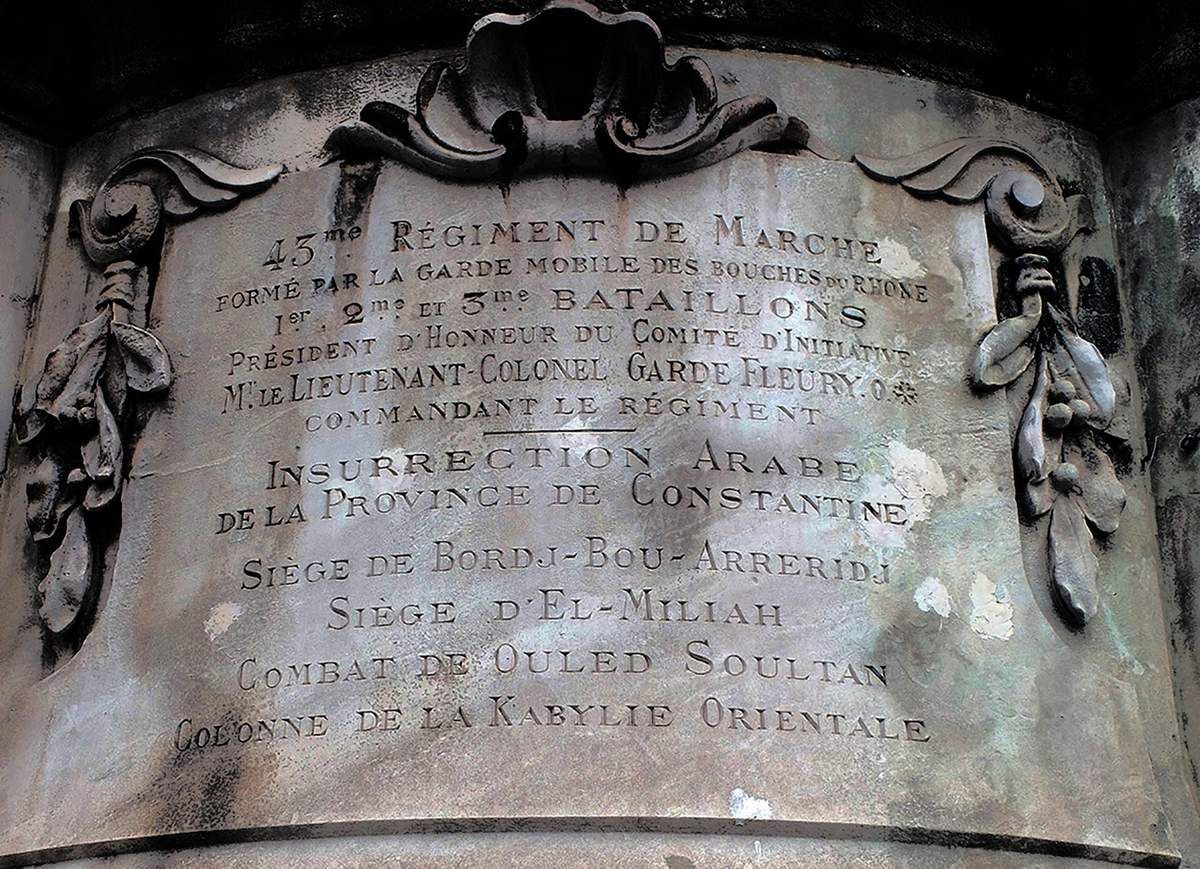 43me. RÉGIMENT DE MARCHE
FORMÉ PAR LA GARDE MOBILE DES BOUCHES DU RHONE
1er. 2me. ET 3me. BATAILLONS
PRÉSIDENT D'HONNEUR DU COMITÉ D'INITIATIVE
Mr. LE LIEUTENANT-COLONEL GARDE FLEURY. O. ❊
COMMANDANT LE RÉGIMENT
INSURRECTION ARABE
DE LA PROVINCE DE CONSTANTINE
SIÈGE DE BORDJ-BOU-ARRERIDJ
SIÈGE D'EL-MILIAH
COMBAT DE OULED SOULTAN
COLONNE DE LA KABYLIE ORIENTALE